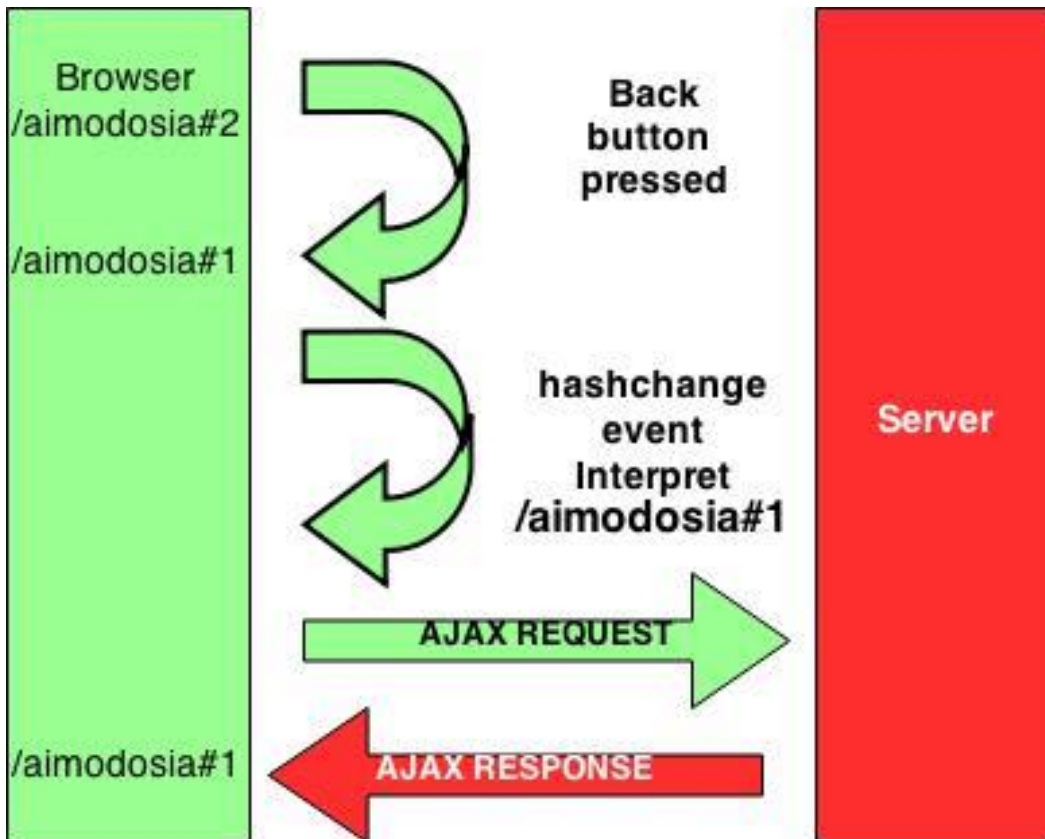 Browser
/aimodosia#2
Back
button
pressed
/aimodosia#1
hashchange
event
Interpret
/aimodosia#1
Server
AJAX REQUEST
/aimodosia#1
AJAX RESPONSE